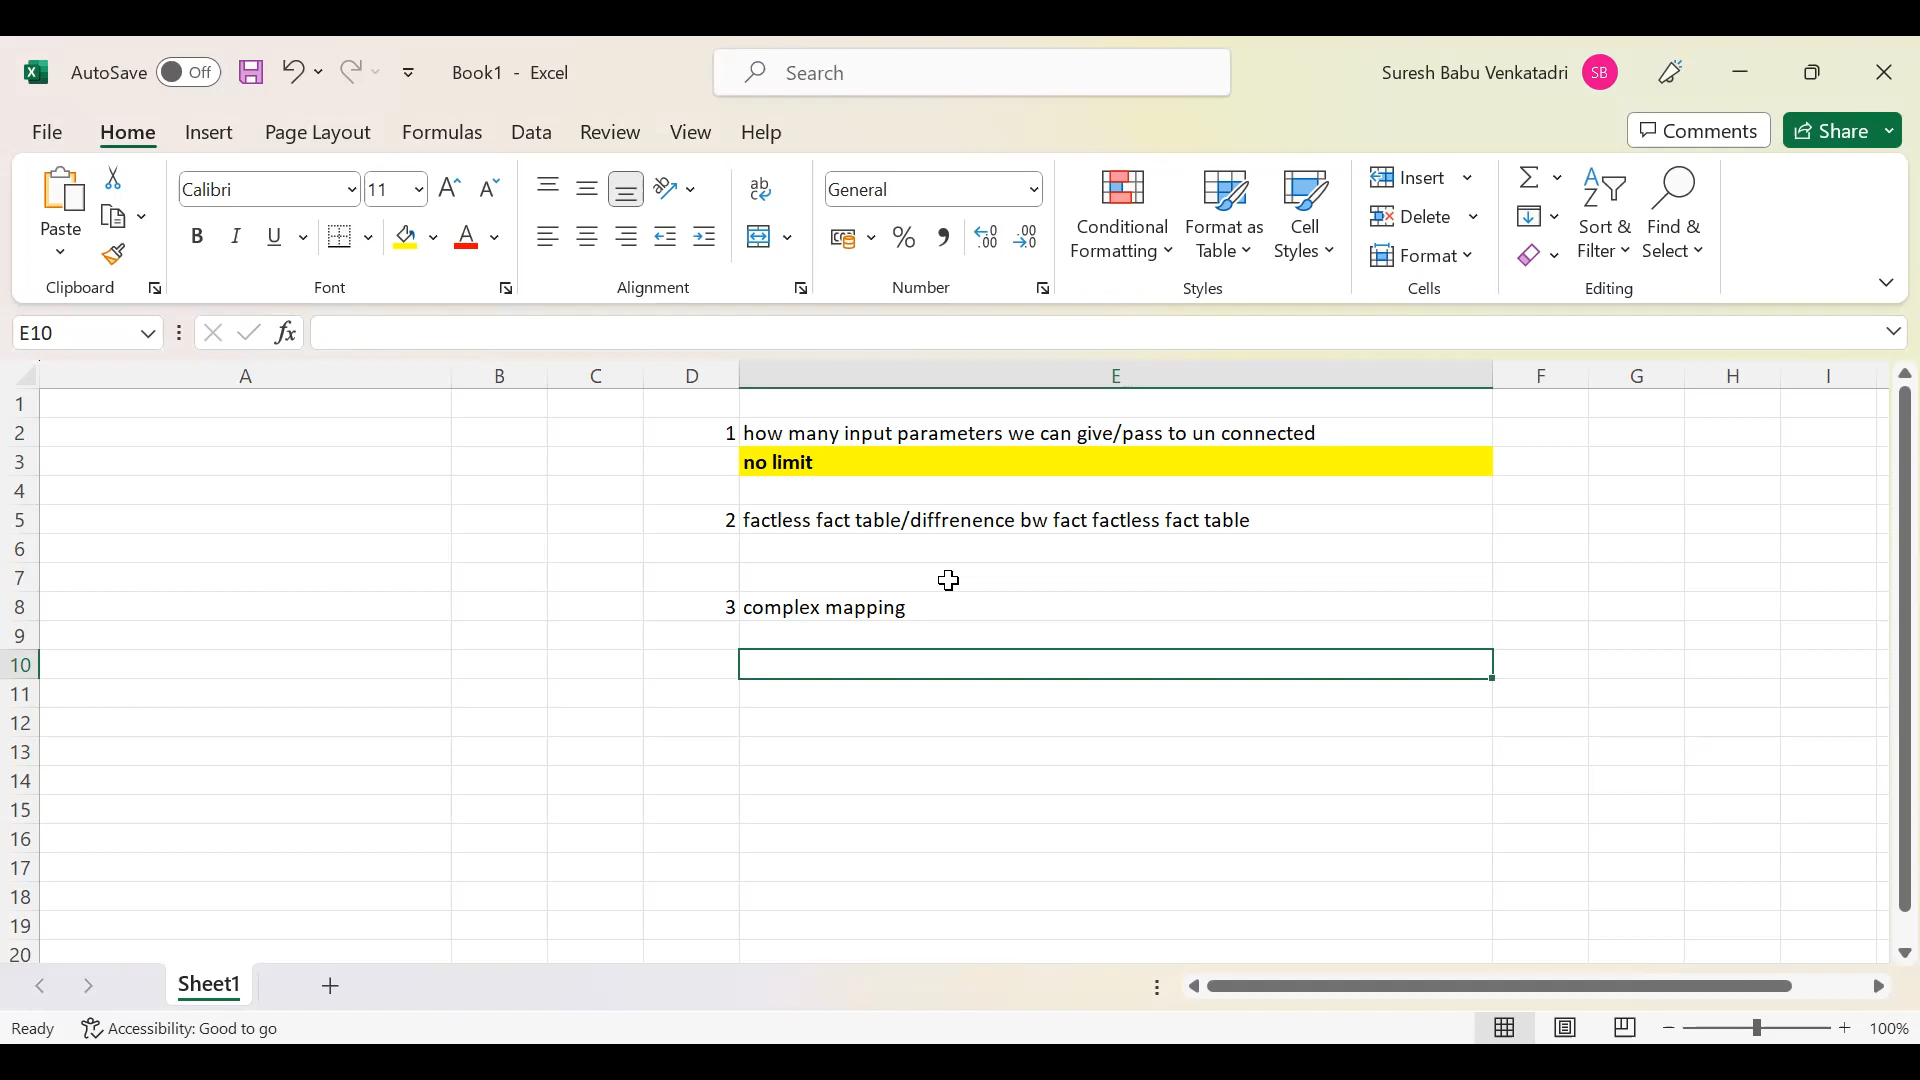 AutoSave Off Book1 - Excel Search Suresh Babu Venkatadri SB
File Home Insert Page Layout Formulas Data Review View Help Comments Share
Paste Calibri 11 General Conditional Formatting Format as Table Cell Styles Insert Delete Format Sort & Filter Find & Select
Clipboard Font Alignment Number Styles Cells Editing
E10 fx
A B C D E F G H I
1
2 1 how many input parameters we can give/pass to un connected
3 no limit
4
5 2 factless fact table/diffrenence bw fact factless fact table
6
7
8 3 complex mapping
9
10
11
12
13
14
15
16
17
18
19
20
Sheet1
Ready Accessibility: Good to go 100%